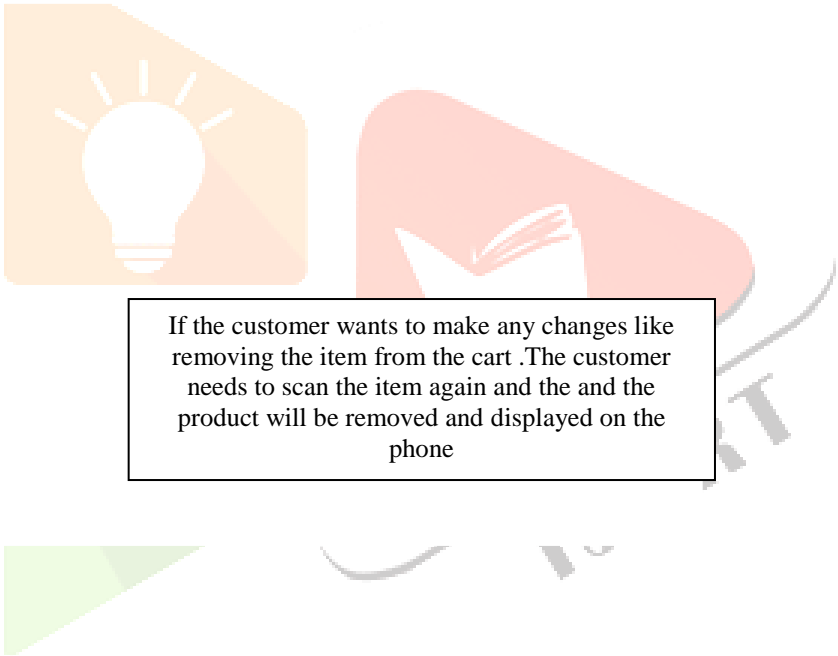 If the customer wants to make any changes like
removing the item from the cart .The customer
needs to scan the item again and the and the
product will be removed and displayed on the
phone
RT